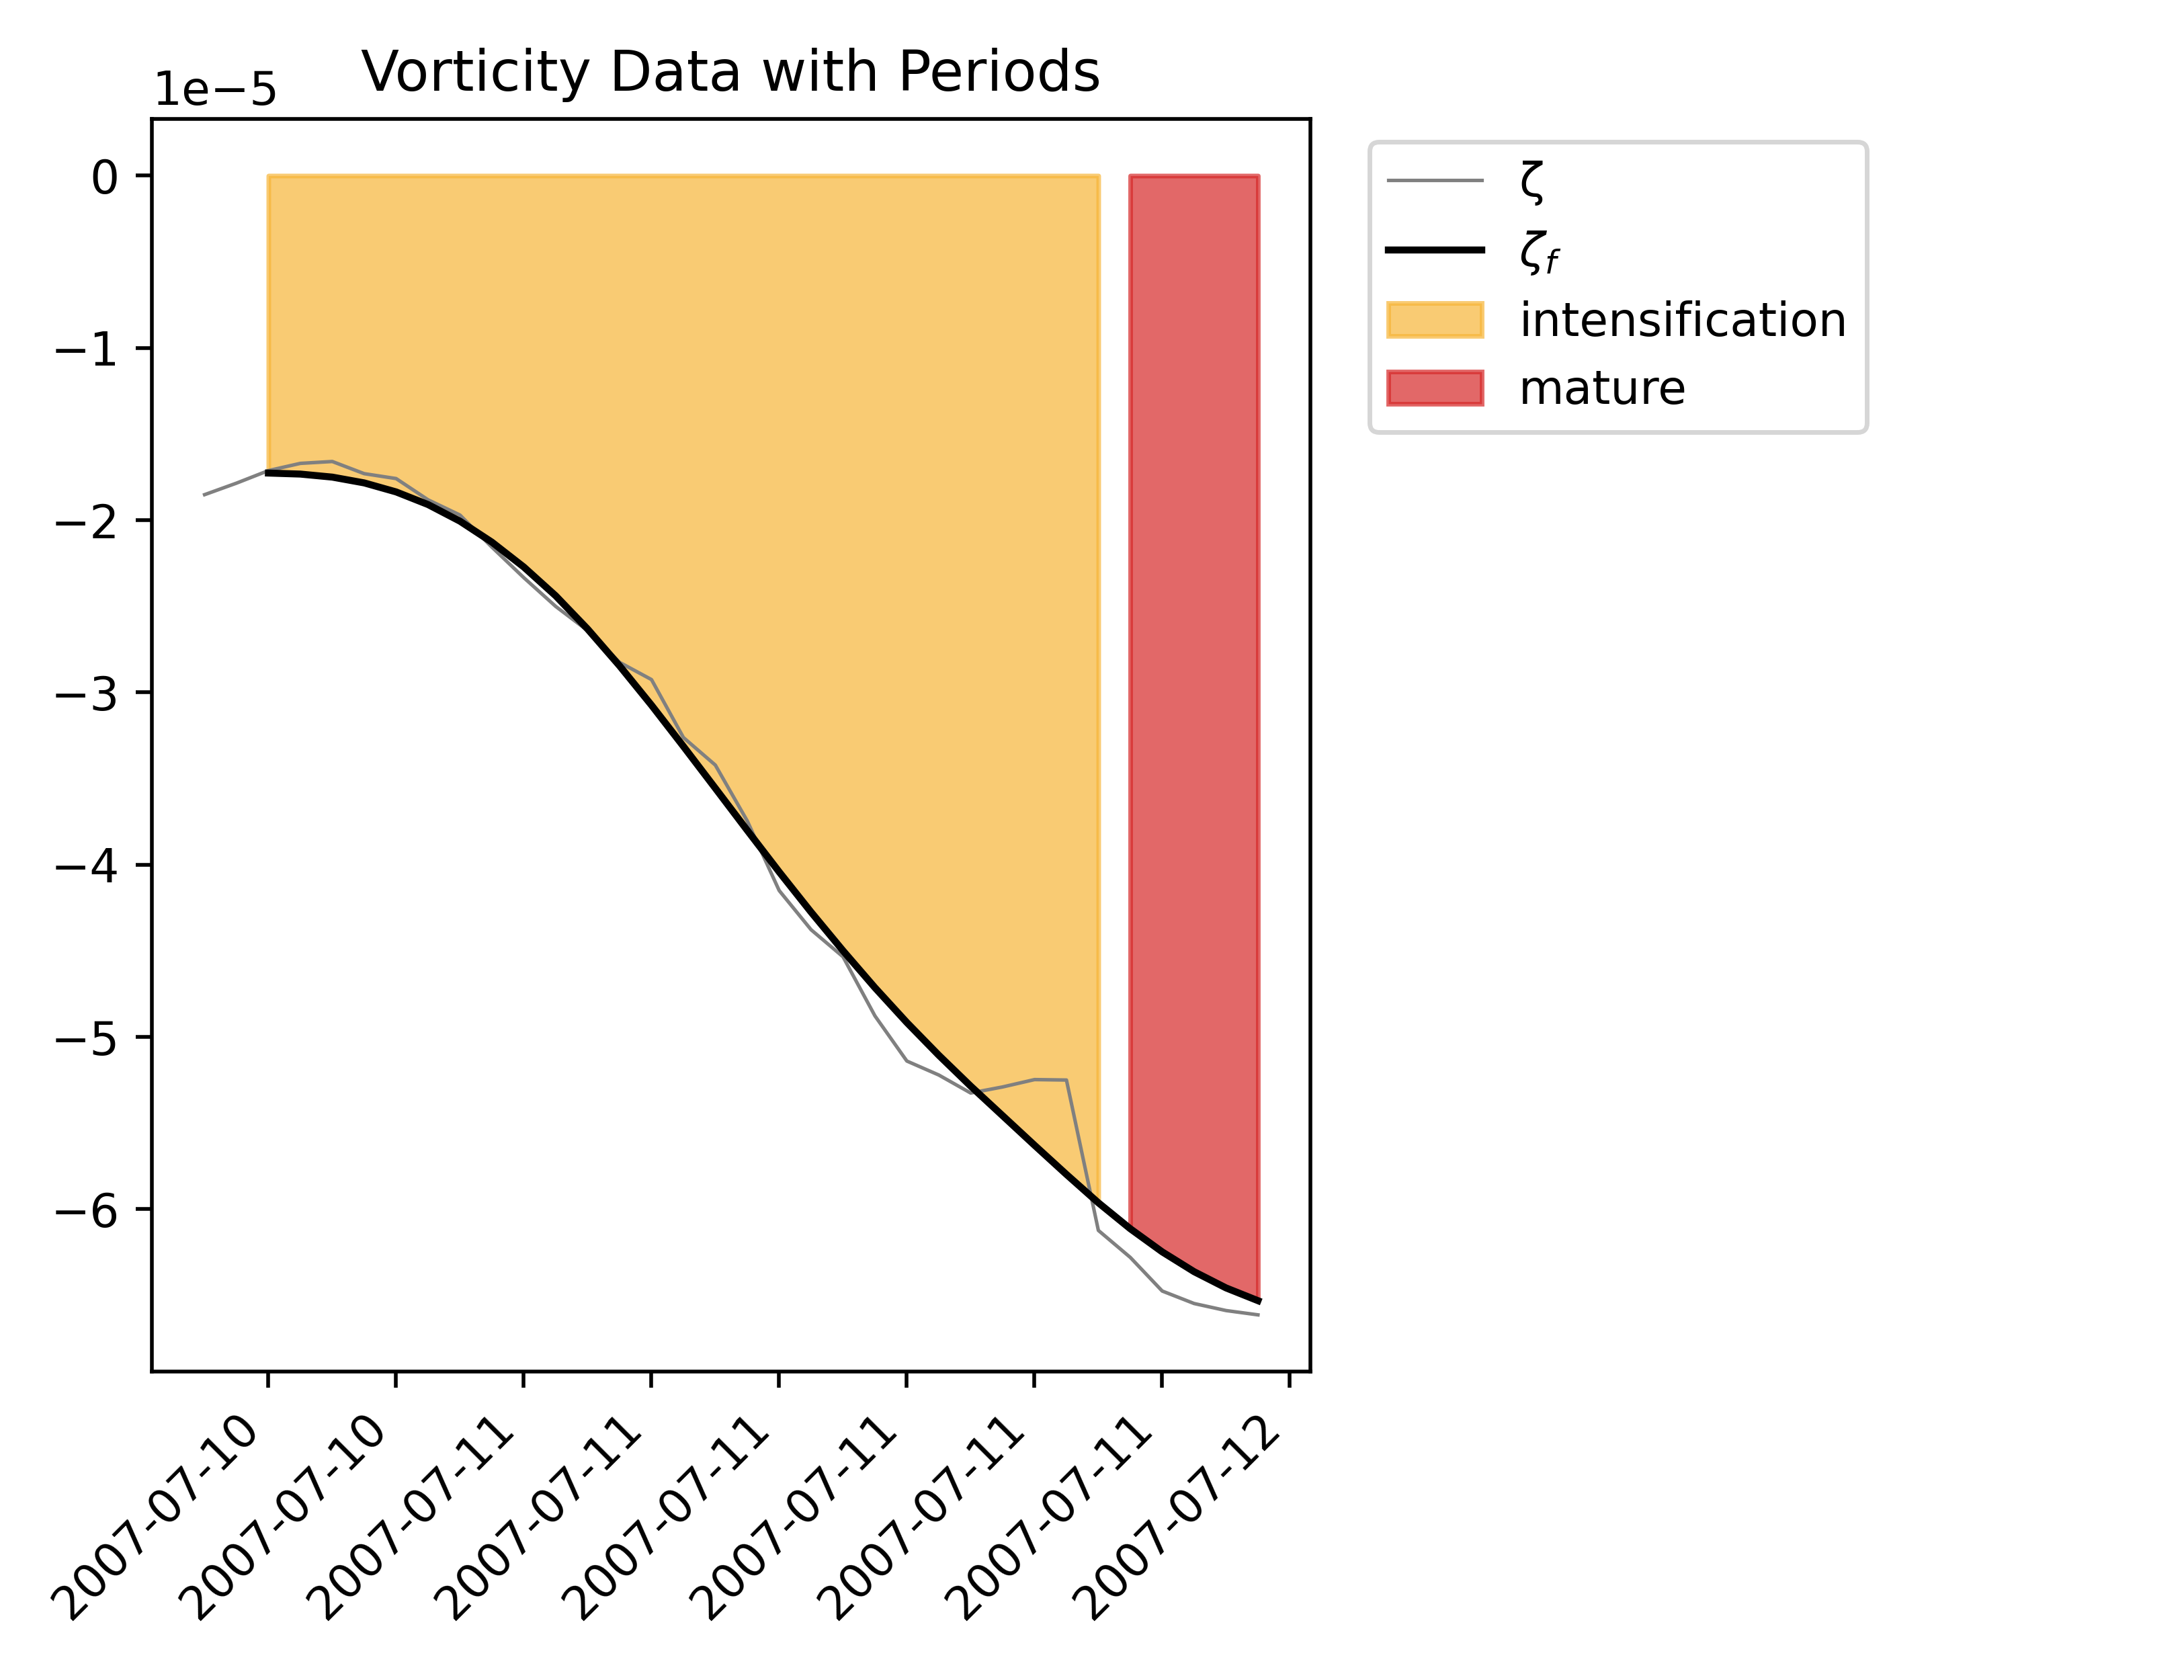 Vorticity Data with Periods
1e−5
0
−1
−2
−3
−4
−5
−6
2007-07-10
2007-07-10
2007-07-11
2007-07-11
2007-07-11
2007-07-11
2007-07-11
2007-07-11
2007-07-12
ζ
ζf
intensification
mature